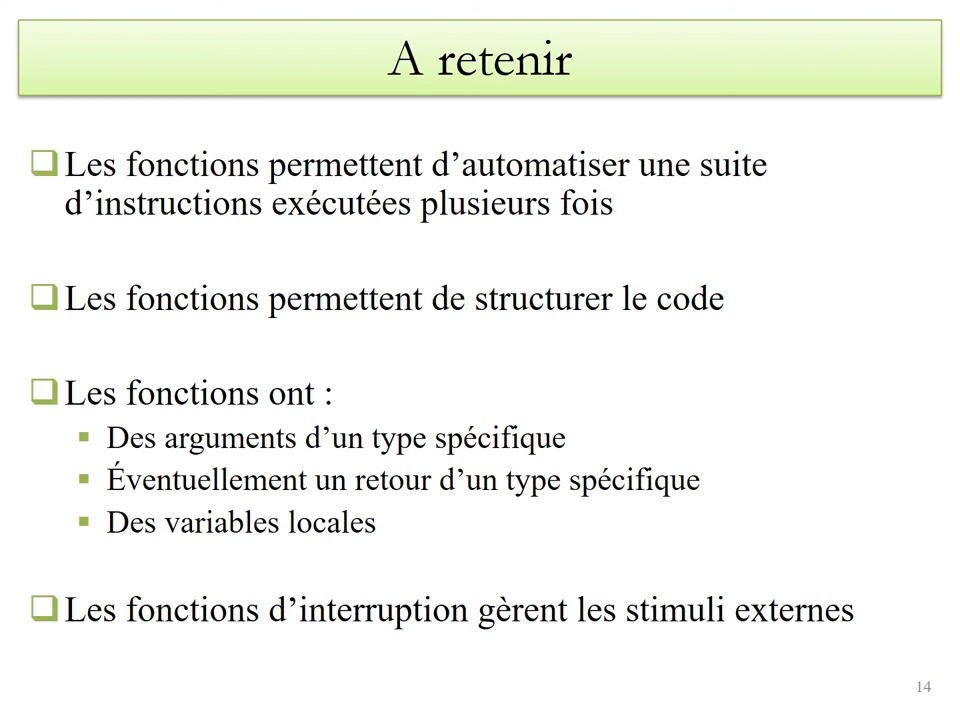 A retenir
Les fonctions permettent d’automatiser une suite
d’instructions exécutées plusieurs fois
Les fonctions permettent de structurer le code
Les fonctions ont :
Des arguments d’un type spécifique
Éventuellement un retour d’un type spécifique
Des variables locales
Les fonctions d’interruption gèrent les stimuli externes
14